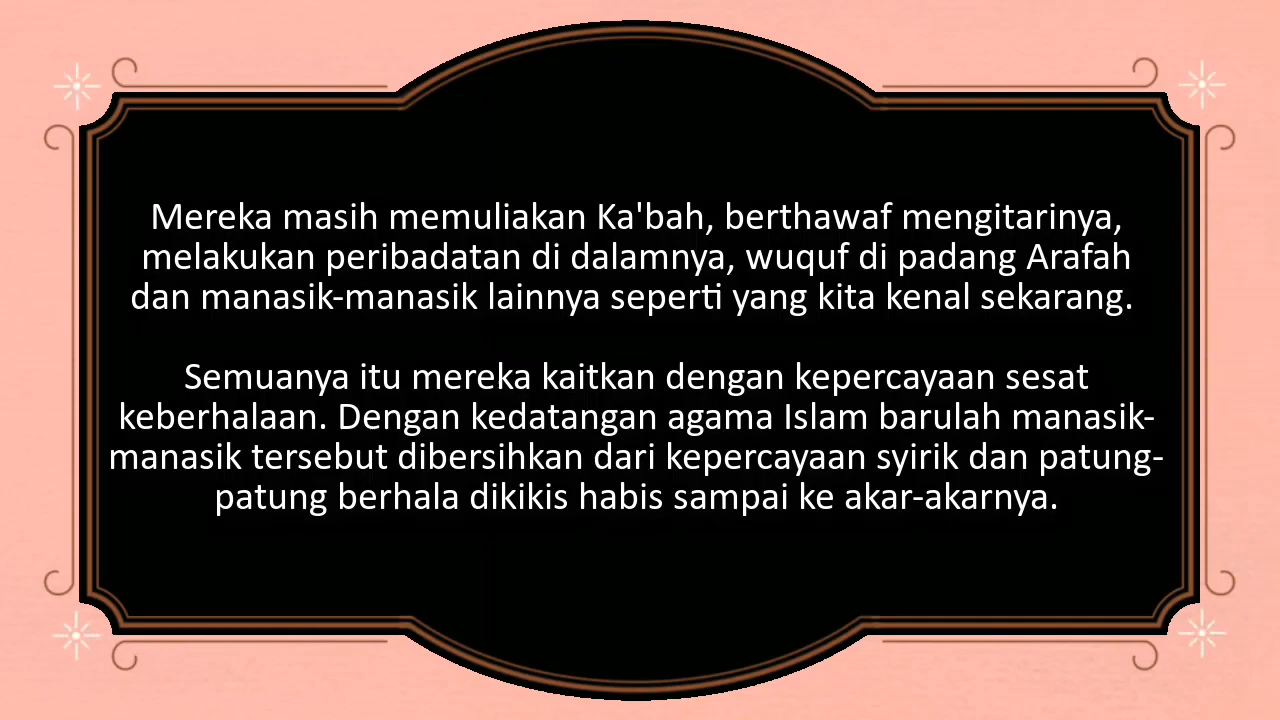 Mereka masih memuliakan Ka'bah, berthawaf mengitarinya,
melakukan peribadatan di dalamnya, wuquf di padang Arafah
dan manasik-manasik lainnya seperti yang kita kenal sekarang.
Semuanya itu mereka kaitkan dengan kepercayaan sesat
keberhalaan. Dengan kedatangan agama Islam barulah manasik-
manasik tersebut dibersihkan dari kepercayaan syirik dan patung-
patung berhala dikikis habis sampai ke akar-akarnya.